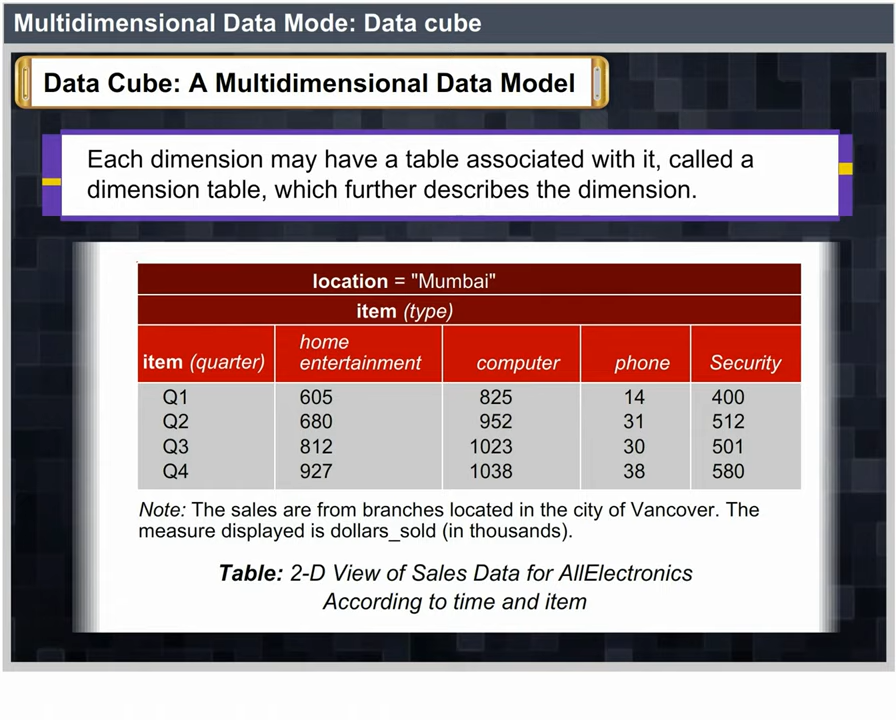 Multidimensional Data Mode: Data cube
Data Cube: A Multidimensional Data Model
Each dimension may have a table associated with it, called a
dimension table, which further describes the dimension.
location = "Mumbai"
item (type)
item (quarter) home entertainment computer phone Security
Q1 605 825 14 400
Q2 680 952 31 512
Q3 812 1023 30 501
Q4 927 1038 38 580
Note: The sales are from branches located in the city of Vancover. The
measure displayed is dollars_sold (in thousands).
Table: 2-D View of Sales Data for AllElectronics
According to time and item